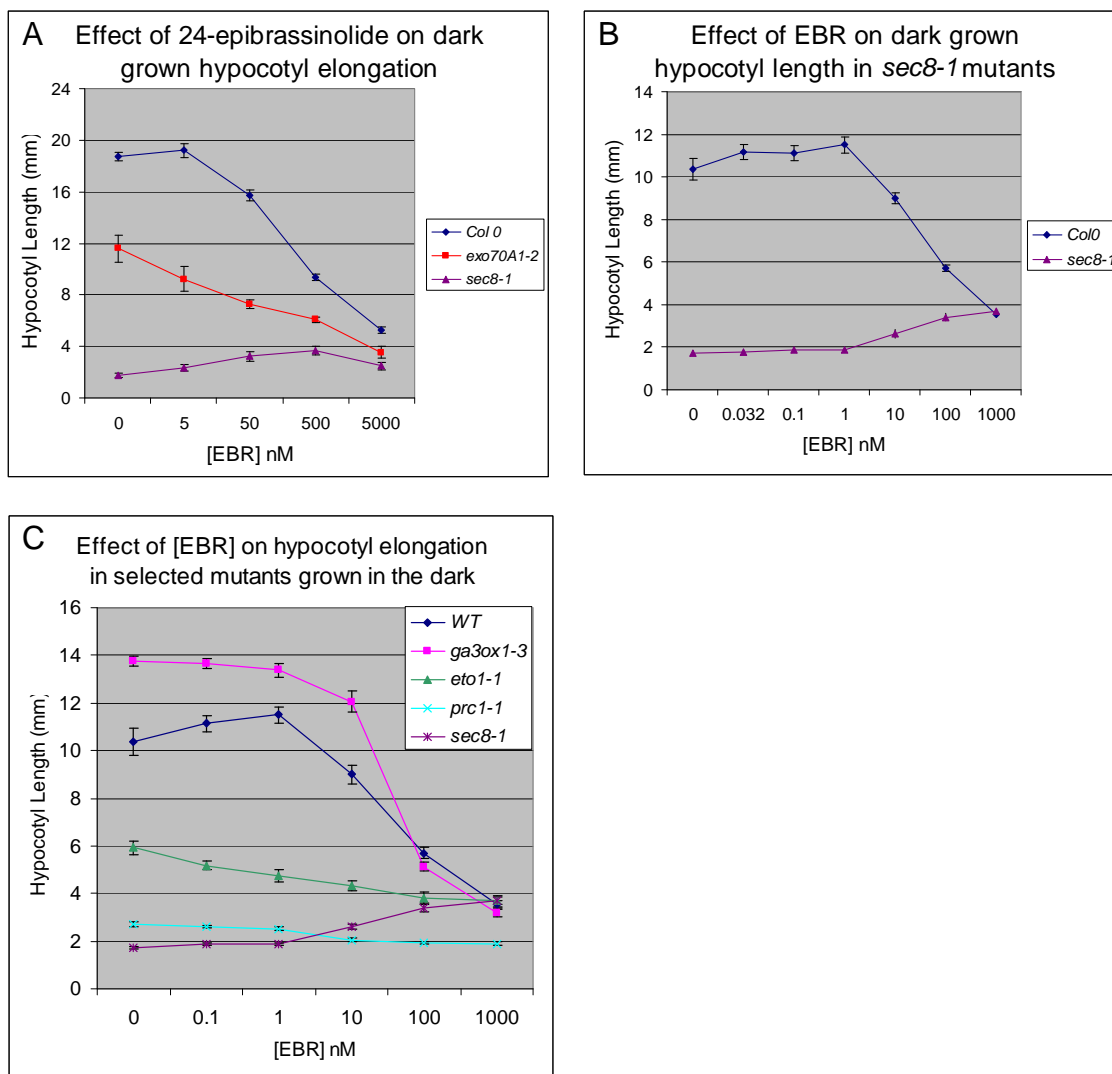 A
Effect of 24-epibrassinolide on dark
grown hypocotyl elongation
Hypocotyl Length (mm)
24
20
16
12
8
4
0
0 5 50 500 5000
[EBR] nM
Col 0
exo70A1-2
sec8-1
B
Effect of EBR on dark grown
hypocotyl length in sec8-1 mutants
Hypocotyl Length (mm)
14
12
10
8
6
4
2
0
0 0.032 0.1 1 10 100 1000
[EBR] nM
Col0
sec8-1
C
Effect of [EBR] on hypocotyl elongation
in selected mutants grown in the dark
Hypocotyl Length (mm)
16
14
12
10
8
6
4
2
0
0 0.1 1 10 100 1000
[EBR] nM
WT
ga3ox1-3
eto1-1
prc1-1
sec8-1